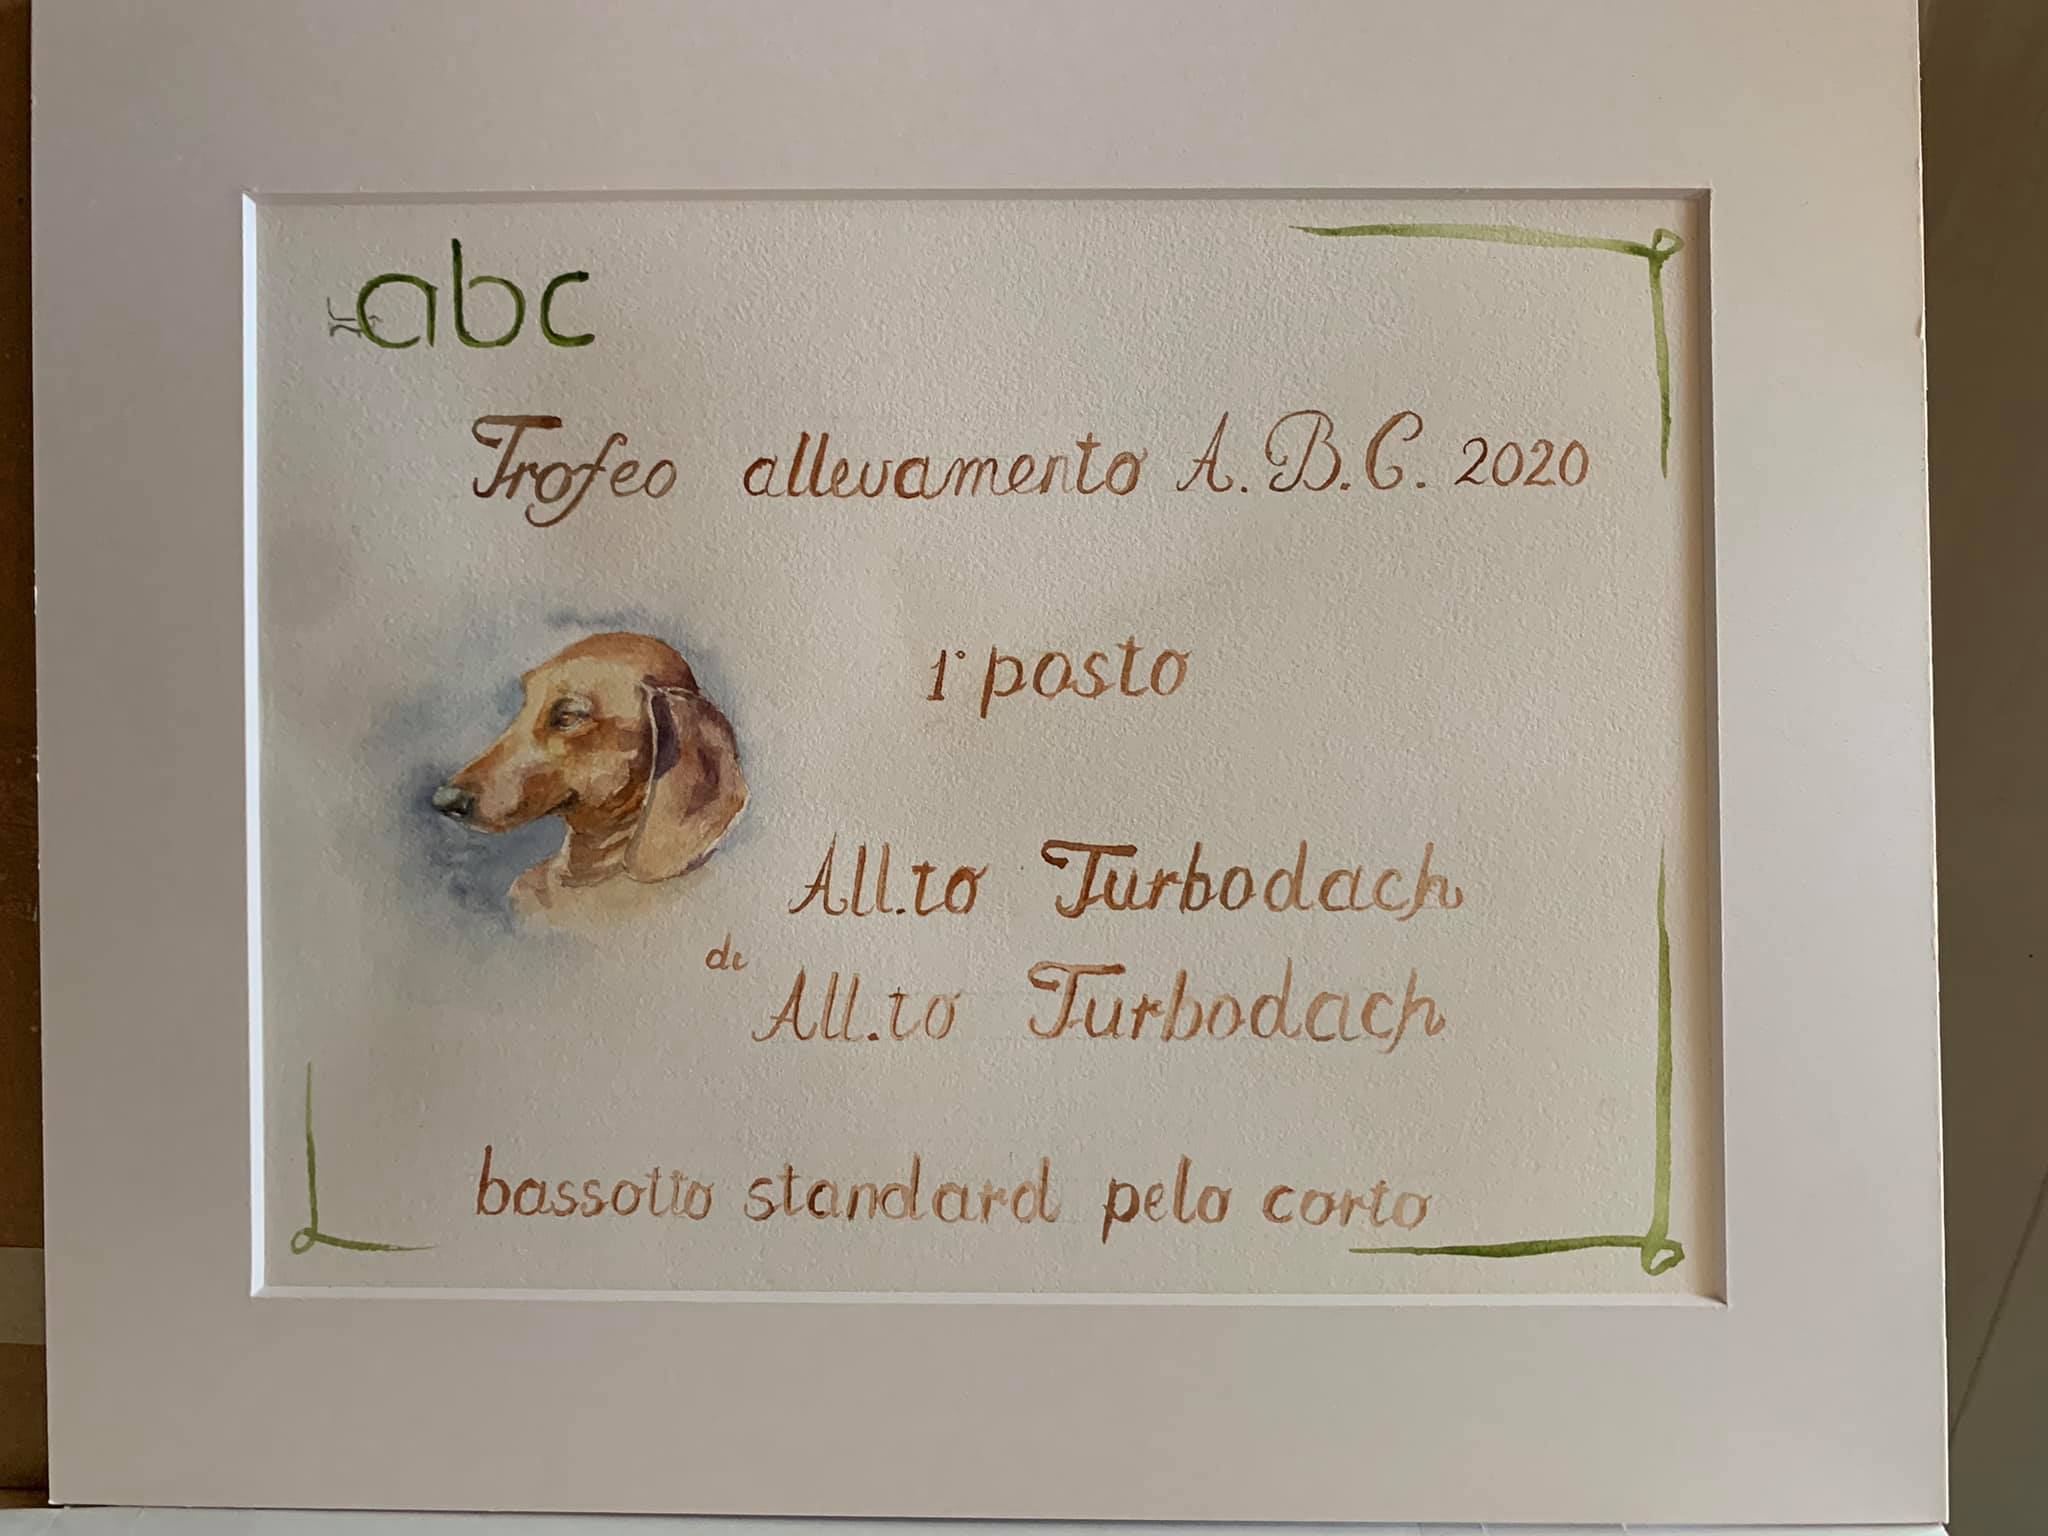 abc
Trofeo allevamento A.B.C. 2020
1° posto
All.to Turbodach
di
All.to Turbodach
bassotto standard pelo corto